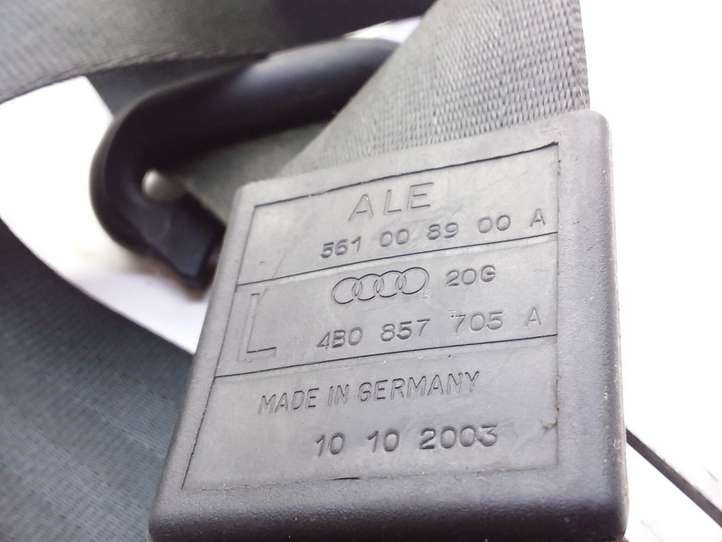 ALE
561 00 89 00 A
20G
L 4B0 857 705 A
MADE IN GERMANY
10 10 2003